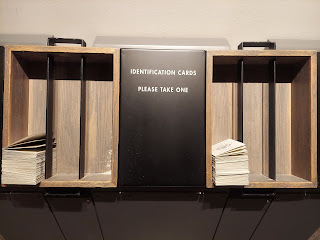 IDENTIFICATION CARDS
PLEASE TAKE ONE